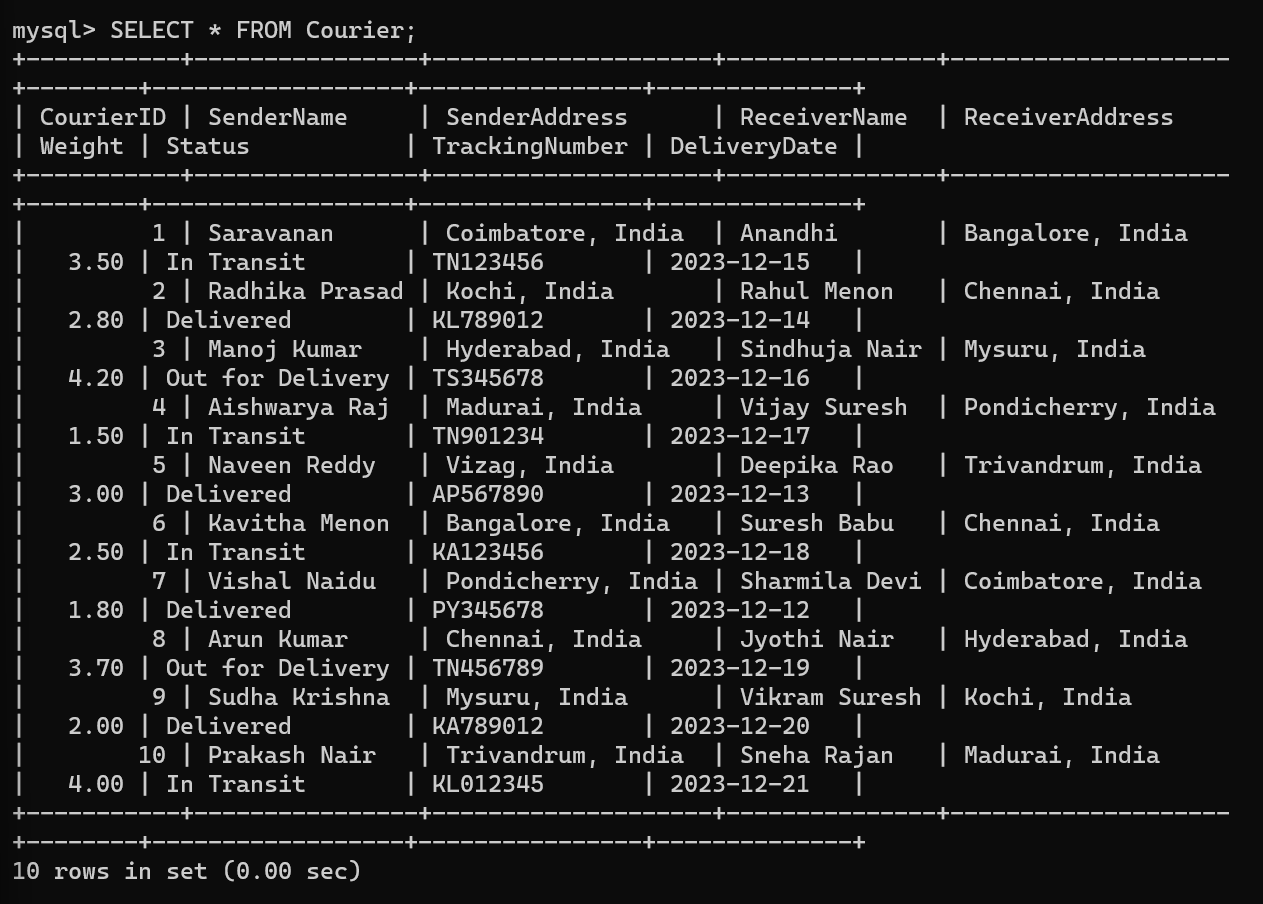 mysql> SELECT * FROM Courier;
+-----------+----------------+--------------------+---------------+--------------------
+--------+------------------+----------------+--------------+
| CourierID | SenderName     | SenderAddress      | ReceiverName  | ReceiverAddress
| Weight | Status           | TrackingNumber | DeliveryDate |
+-----------+----------------+--------------------+---------------+--------------------
+--------+------------------+----------------+--------------+
|         1 | Saravanan      | Coimbatore, India  | Anandhi       | Bangalore, India
|   3.50 | In Transit       | TN123456       | 2023-12-15   |
|         2 | Radhika Prasad | Kochi, India       | Rahul Menon   | Chennai, India
|   2.80 | Delivered        | KL789012       | 2023-12-14   |
|         3 | Manoj Kumar    | Hyderabad, India   | Sindhuja Nair | Mysuru, India
|   4.20 | Out for Delivery | TS345678       | 2023-12-16   |
|         4 | Aishwarya Raj  | Madurai, India     | Vijay Suresh  | Pondicherry, India
|   1.50 | In Transit       | TN901234       | 2023-12-17   |
|         5 | Naveen Reddy   | Vizag, India       | Deepika Rao   | Trivandrum, India
|   3.00 | Delivered        | AP567890       | 2023-12-13   |
|         6 | Kavitha Menon  | Bangalore, India   | Suresh Babu   | Chennai, India
|   2.50 | In Transit       | KA123456       | 2023-12-18   |
|         7 | Vishal Naidu   | Pondicherry, India | Sharmila Devi | Coimbatore, India
|   1.80 | Delivered        | PY345678       | 2023-12-12   |
|         8 | Arun Kumar     | Chennai, India     | Jyothi Nair   | Hyderabad, India
|   3.70 | Out for Delivery | TN456789       | 2023-12-19   |
|         9 | Sudha Krishna  | Mysuru, India      | Vikram Suresh | Kochi, India
|   2.00 | Delivered        | KA789012       | 2023-12-20   |
|        10 | Prakash Nair   | Trivandrum, India  | Sneha Rajan   | Madurai, India
|   4.00 | In Transit       | KL012345       | 2023-12-21   |
+-----------+----------------+--------------------+---------------+--------------------
+--------+------------------+----------------+--------------+
10 rows in set (0.00 sec)